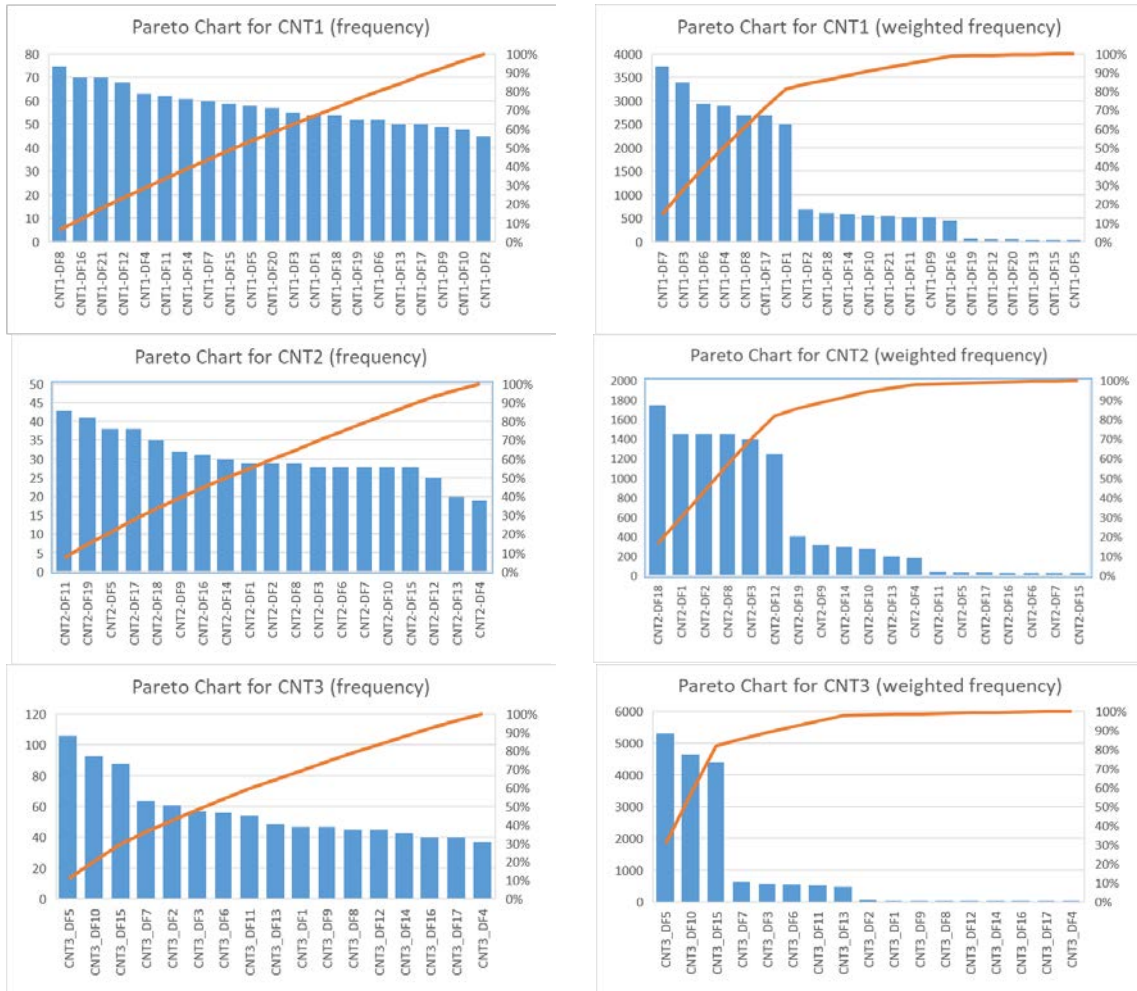 Pareto Chart for CNT1 (frequency)
80
70
60
50
40
30
20
10
0
100%
90%
80%
70%
60%
50%
40%
30%
20%
10%
0%
CNT1-DF8
CNT1-DF16
CNT1-DF21
CNT1-DF12
CNT1-DF4
CNT1-DF11
CNT1-DF14
CNT1-DF7
CNT1-DF15
CNT1-DF5
CNT1-DF20
CNT1-DF3
CNT1-DF1
CNT1-DF18
CNT1-DF19
CNT1-DF6
CNT1-DF13
CNT1-DF17
CNT1-DF9
CNT1-DF10
CNT1-DF2
Pareto Chart for CNT1 (weighted frequency)
4000
3500
3000
2500
2000
1500
1000
500
0
100%
90%
80%
70%
60%
50%
40%
30%
20%
10%
0%
CNT1-DF7
CNT1-DF3
CNT1-DF6
CNT1-DF4
CNT1-DF8
CNT1-DF17
CNT1-DF1
CNT1-DF2
CNT1-DF18
CNT1-DF14
CNT1-DF10
CNT1-DF21
CNT1-DF11
CNT1-DF9
CNT1-DF16
CNT1-DF19
CNT1-DF12
CNT1-DF20
CNT1-DF13
CNT1-DF15
CNT1-DF5
Pareto Chart for CNT2 (frequency)
50
45
40
35
30
25
20
15
10
5
0
100%
90%
80%
70%
60%
50%
40%
30%
20%
10%
0%
CNT2-DF11
CNT2-DF19
CNT2-DF5
CNT2-DF17
CNT2-DF18
CNT2-DF9
CNT2-DF16
CNT2-DF14
CNT2-DF1
CNT2-DF2
CNT2-DF8
CNT2-DF3
CNT2-DF6
CNT2-DF7
CNT2-DF10
CNT2-DF15
CNT2-DF12
CNT2-DF13
CNT2-DF4
Pareto Chart for CNT2 (weighted frequency)
2000
1800
1600
1400
1200
1000
800
600
400
200
0
100%
90%
80%
70%
60%
50%
40%
30%
20%
10%
0%
CNT2-DF18
CNT2-DF1
CNT2-DF2
CNT2-DF8
CNT2-DF3
CNT2-DF12
CNT2-DF19
CNT2-DF9
CNT2-DF14
CNT2-DF10
CNT2-DF13
CNT2-DF4
CNT2-DF11
CNT2-DF5
CNT2-DF17
CNT2-DF16
CNT2-DF6
CNT2-DF7
CNT2-DF15
Pareto Chart for CNT3 (frequency)
120
100
80
60
40
20
0
100%
90%
80%
70%
60%
50%
40%
30%
20%
10%
0%
CNT3_DF5
CNT3_DF10
CNT3_DF15
CNT3_DF7
CNT3_DF2
CNT3_DF3
CNT3_DF6
CNT3_DF11
CNT3_DF13
CNT3_DF1
CNT3_DF9
CNT3_DF8
CNT3_DF12
CNT3_DF14
CNT3_DF16
CNT3_DF17
CNT3_DF4
Pareto Chart for CNT3 (weighted frequency)
6000
5000
4000
3000
2000
1000
0
100%
90%
80%
70%
60%
50%
40%
30%
20%
10%
0%
CNT3_DF5
CNT3_DF10
CNT3_DF15
CNT3_DF7
CNT3_DF3
CNT3_DF6
CNT3_DF11
CNT3_DF13
CNT3_DF2
CNT3_DF1
CNT3_DF9
CNT3_DF8
CNT3_DF12
CNT3_DF14
CNT3_DF16
CNT3_DF17
CNT3_DF4